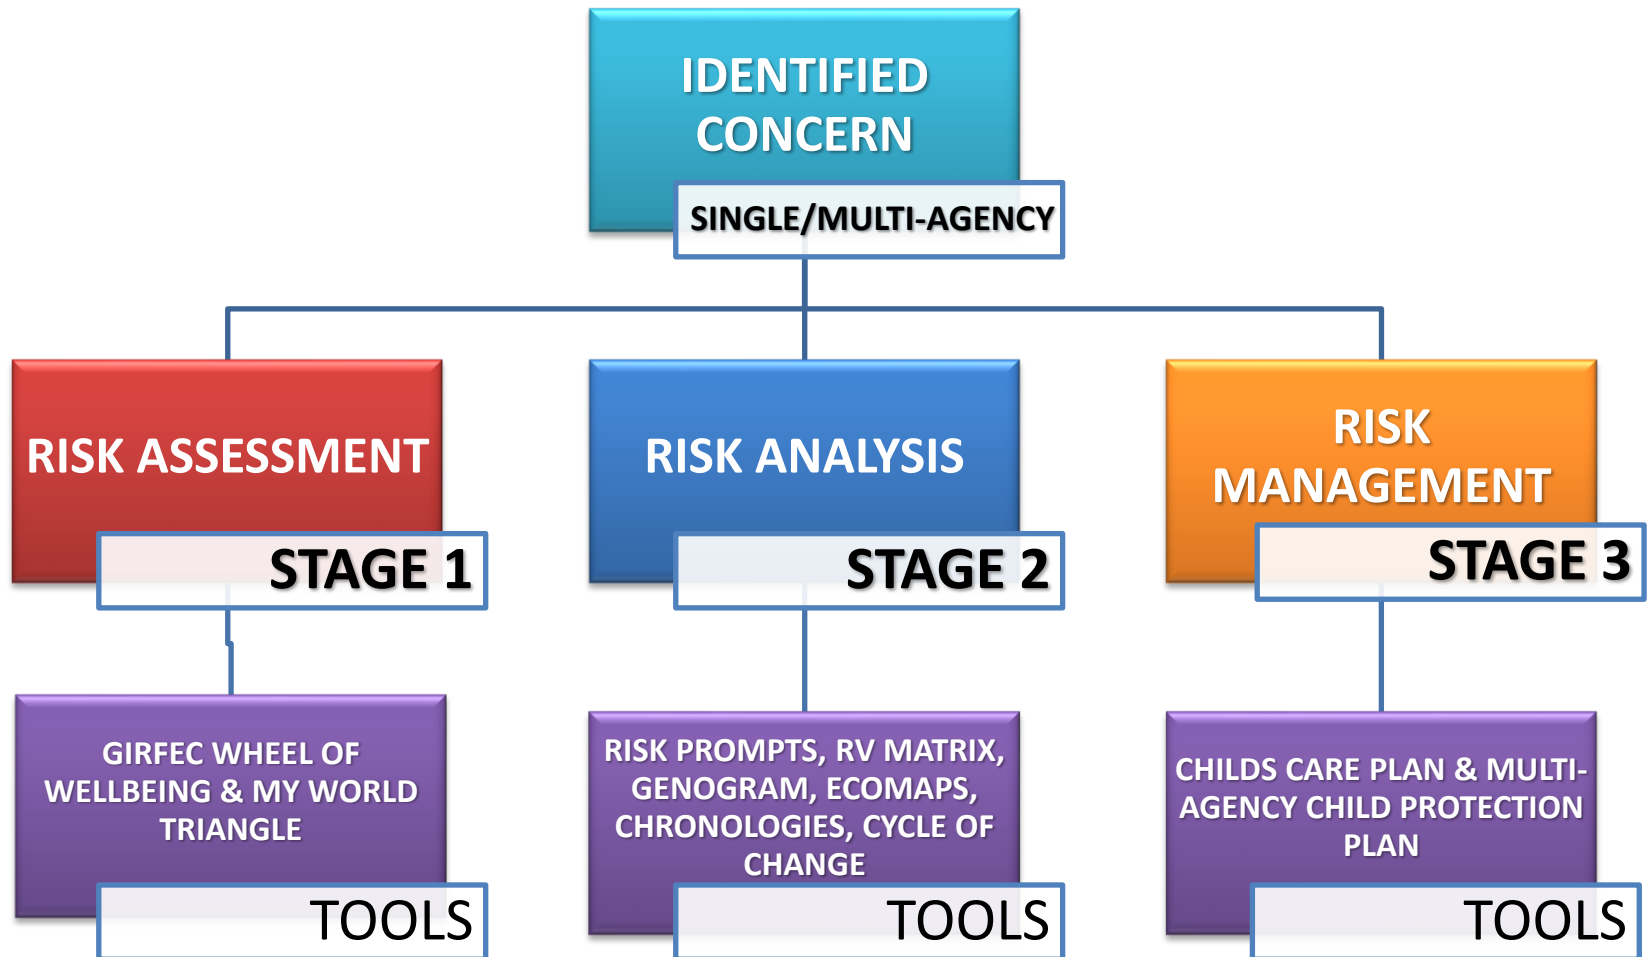 IDENTIFIED
CONCERN
SINGLE/MULTI-AGENCY
RISK ASSESSMENT
STAGE 1
RISK ANALYSIS
STAGE 2
RISK
MANAGEMENT
STAGE 3
GIRFEC WHEEL OF
WELLBEING & MY WORLD
TRIANGLE
TOOLS
RISK PROMPTS, RV MATRIX,
GENOGRAM, ECOMAPS,
CHRONOLOGIES, CYCLE OF
CHANGE
TOOLS
CHILDS CARE PLAN & MULTI-
AGENCY CHILD PROTECTION
PLAN
TOOLS